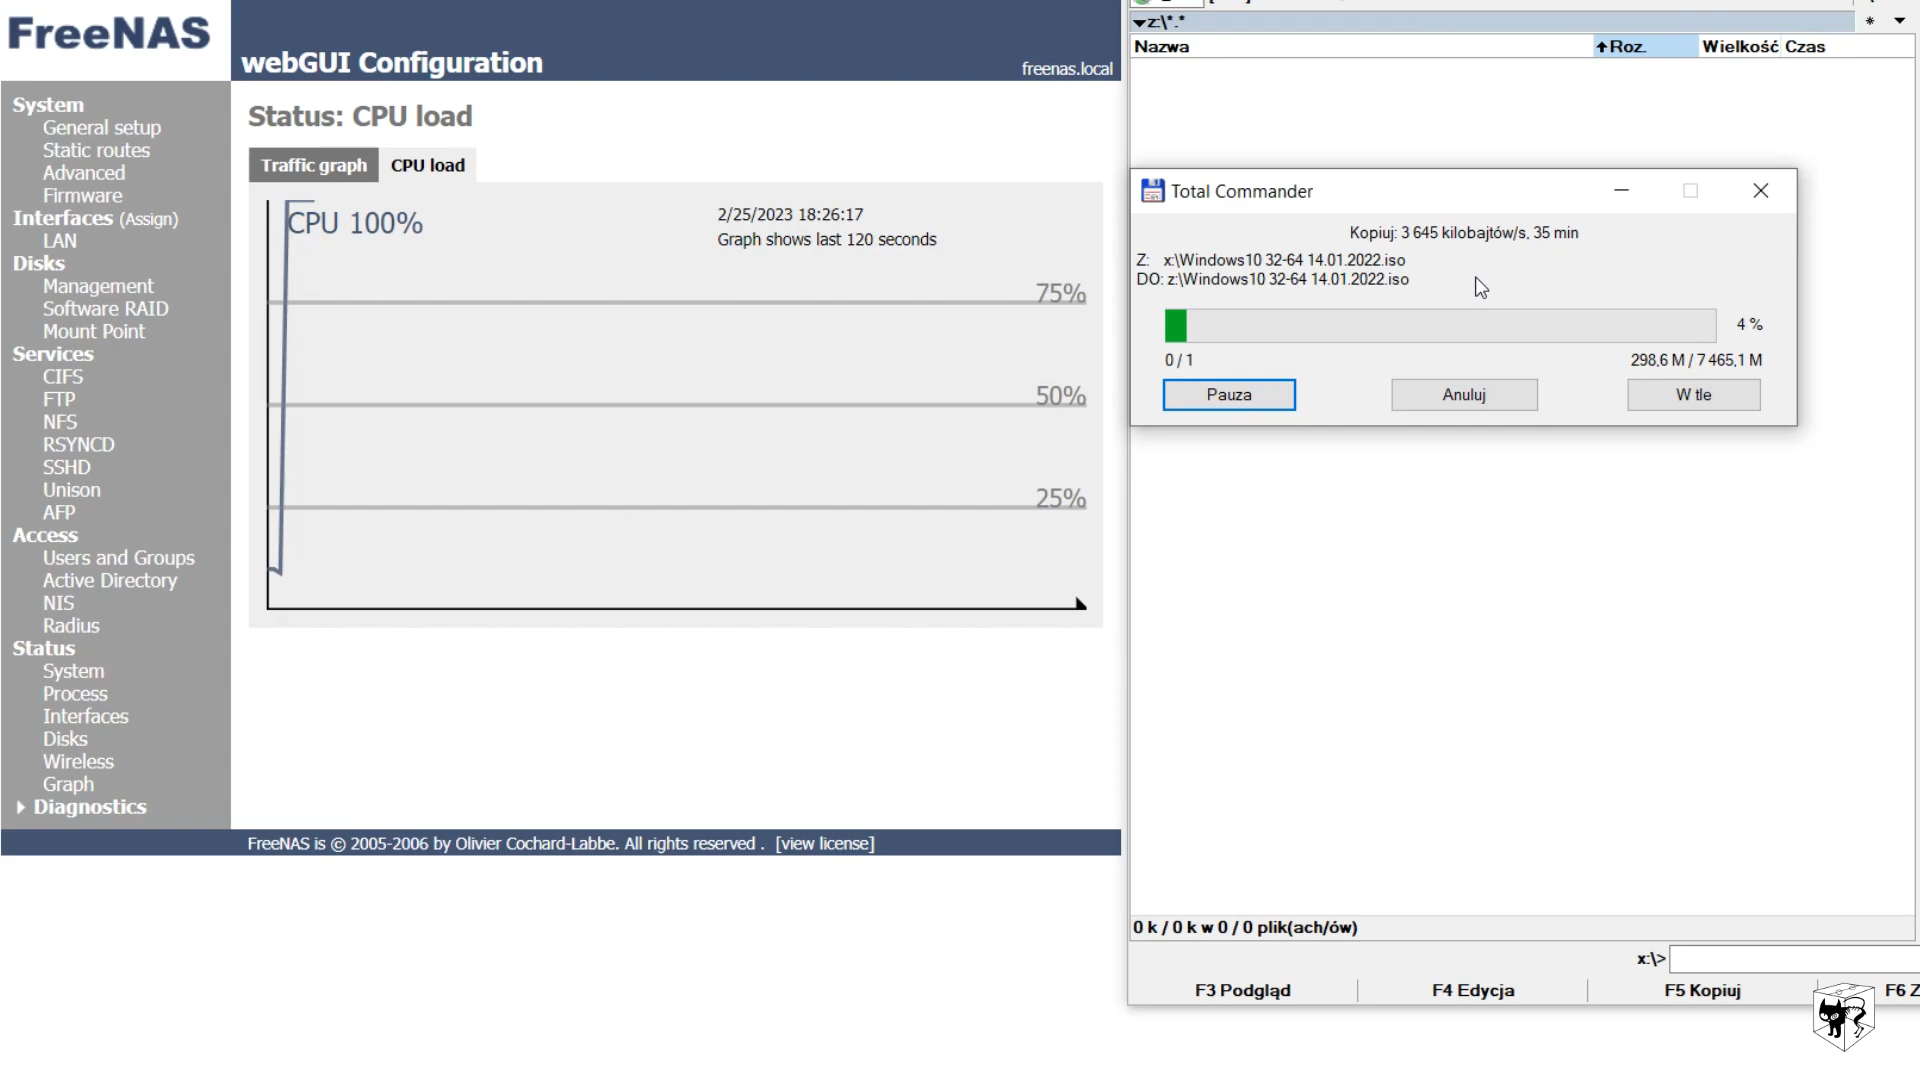 FreeNAS
webGUI Configuration
freenas.local
System
General setup
Static routes
Advanced
Firmware
Interfaces (Assign)
LAN
Disks
Management
Software RAID
Mount Point
Services
CIFS
FTP
NFS
RSYNCD
SSHD
Unison
AFP
Access
Users and Groups
Active Directory
NIS
Radius
Status
System
Process
Interfaces
Disks
Wireless
Graph
Diagnostics
Status: CPU load
Traffic graph CPU load
CPU 100%
2/25/2023 18:26:17
Graph shows last 120 seconds
75%
50%
25%
FreeNAS is © 2005-2006 by Olivier Cochard-Labbe. All rights reserved . [view license]
z:\*.*
* 
Nazwa Roz. Wielkość Czas
Total Commander
Kopiuj: 3 645 kilobajtów/s, 35 min
Z: x:\Windows10 32-64 14.01.2022.iso
DO: z:\Windows10 32-64 14.01.2022.iso
4 %
0 / 1 298,6 M / 7 465,1 M
Pauza Anuluj W tle
0 k / 0 k w 0 / 0 plik(ach/ów)
x:\>
F3 Podgląd F4 Edycja F5 Kopiuj F6 Z